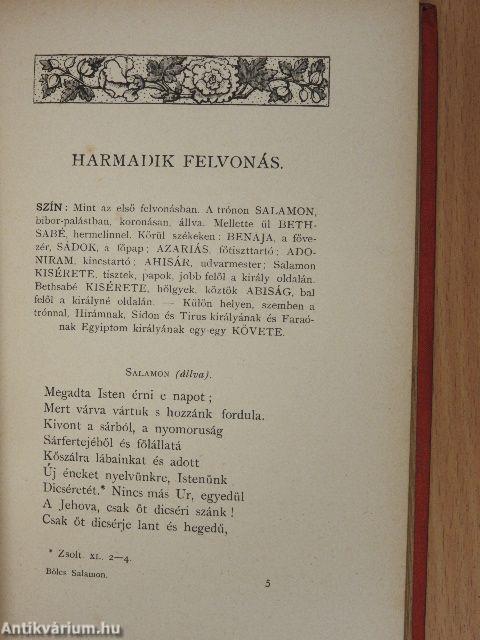 HARMADIK FELVONÁS.
SZÍN: Mint az első felvonásban. A trónon SALAMON,
bibor-palástban, koronásan, állva. Mellette ül BETH-
SABÉ, hermelinnel. Körül székeken: BENAJA, a főve-
zér, SÁDOK, a főpap; AZARIÁS, főtiszttartó; ADO-
NIRAM, kincstartó; AHISÁR, udvarmester; Salamon
KISÉRETE, tisztek, papok, jobb felől a király oldalán.
Bethsabé KISÉRETE, hölgyek, köztök ABISÁG, bal
felől a királyné oldalán. — Külön helyen, szemben a
trónnal, Hirámnak, Sidon és Tirus királyának és Faraó-
nak Egyiptom királyának egy-egy KÖVETE.
SALAMON (állva).
Megadta Isten érni e napot;
Mert várva vártuk s hozzánk fordula.
Kivont a sárból, a nyomoruság
Sárfertejéből és fölállatá
Kőszálra lábainkat és adott
Új éneket nyelvünkre, Istenünk
Dicséretét.* Nincs más Ur, egyedül
A Jehova, csak őt dicséri szánk!
Csak őt dicsérje lant és hegedű,
* Zsolt. XL. 2—4.
Bölcs Salamon.
5
Antikvárium.hu